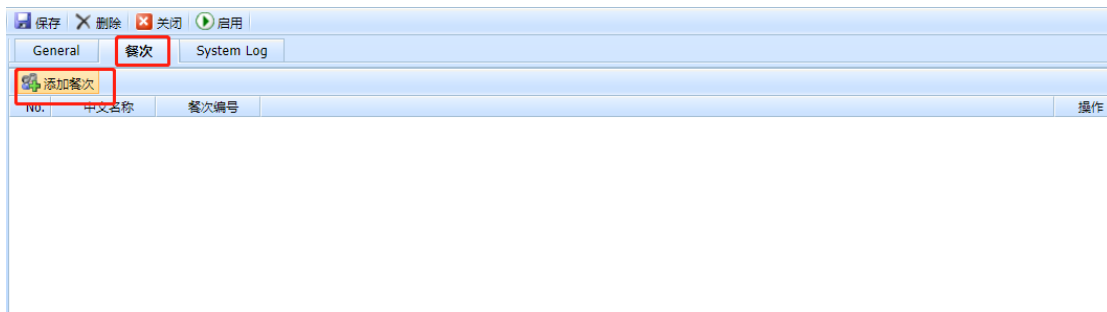 保存 删除 关闭 启用
General 餐次 System Log
添加餐次
No. 中文名称 餐次编号 操作